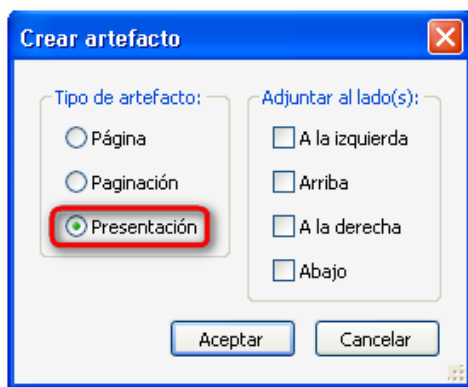 Crear artefacto
Tipo de artefacto:
Página
Paginación
Presentación
Adjuntar al lado(s):
A la izquierda
Arriba
A la derecha
Abajo
Aceptar
Cancelar